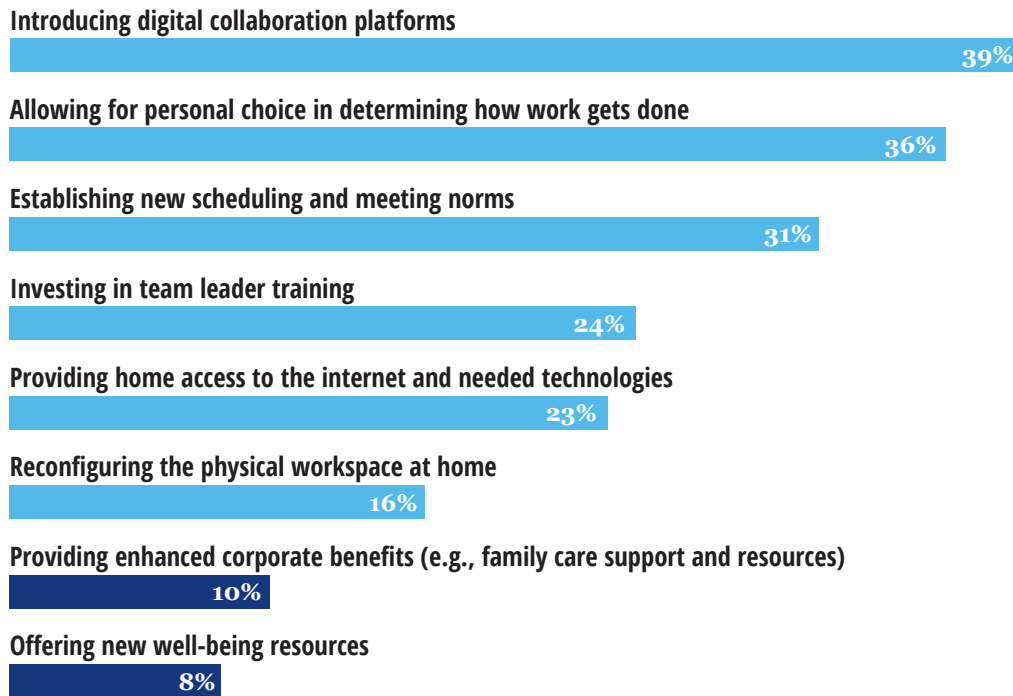 Introducing digital collaboration platforms
39%
Allowing for personal choice in determining how work gets done
36%
Establishing new scheduling and meeting norms
31%
Investing in team leader training
24%
Providing home access to the internet and needed technologies
23%
Reconfiguring the physical workspace at home
16%
Providing enhanced corporate benefits (e.g., family care support and resources)
10%
Offering new well-being resources
8%